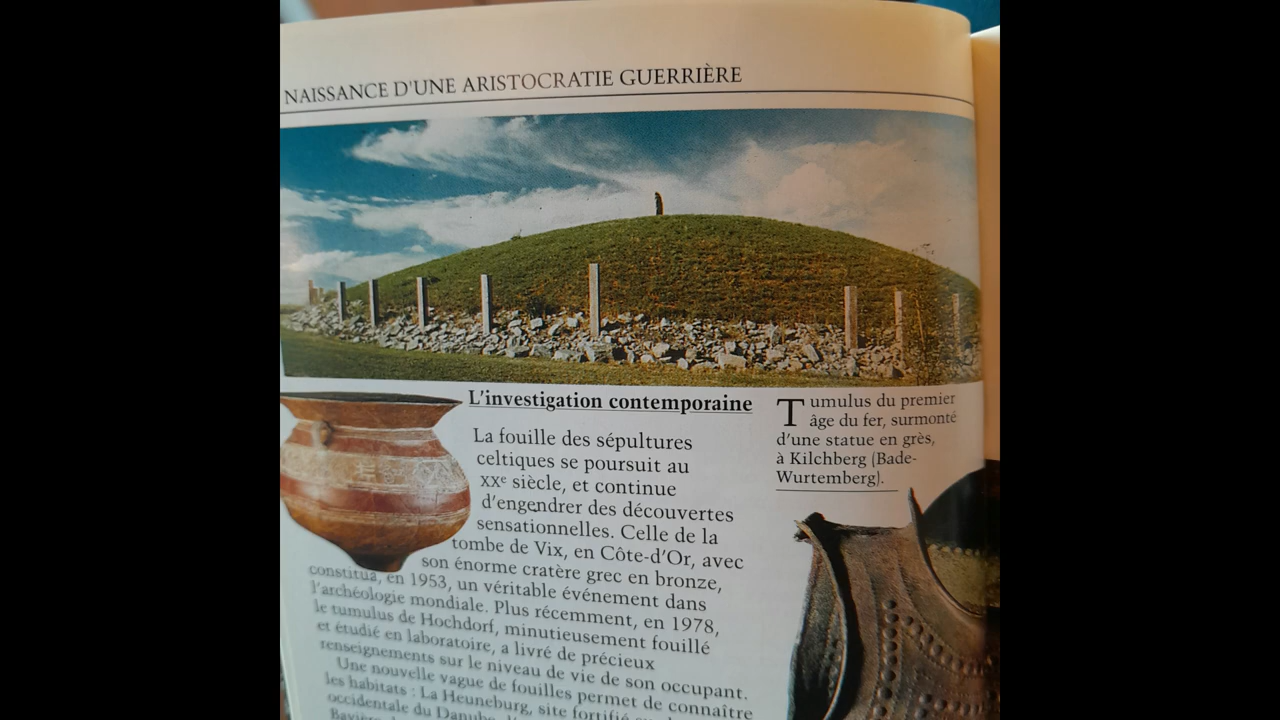 NAISSANCE D'UNE ARISTOCRATIE GUERRIÈRE
L'investigation contemporaine
La fouille des sépultures
celtiques se poursuit au
XXe siècle, et continue
d'engendrer des découvertes
sensationnelles. Celle de la
tombe de Vix, en Côte-d'Or, avec
son énorme cratère grec en bronze,
constitua, en 1953, un véritable événement dans
l'archéologie mondiale. Plus récemment, en 1978,
le tumulus de Hochdorf, minutieusement fouillé
et étudié en laboratoire, a livré de précieux
renseignements sur le niveau de vie de son occupant.
Une nouvelle vague de fouilles permet de connaître
les habitats : La Heuneburg, site fortifié
occidentale du Danube,
Tumulus du premier
âge du fer, surmonté
d'une statue en grès,
à Kilchberg (Bade-
Wurtemberg).